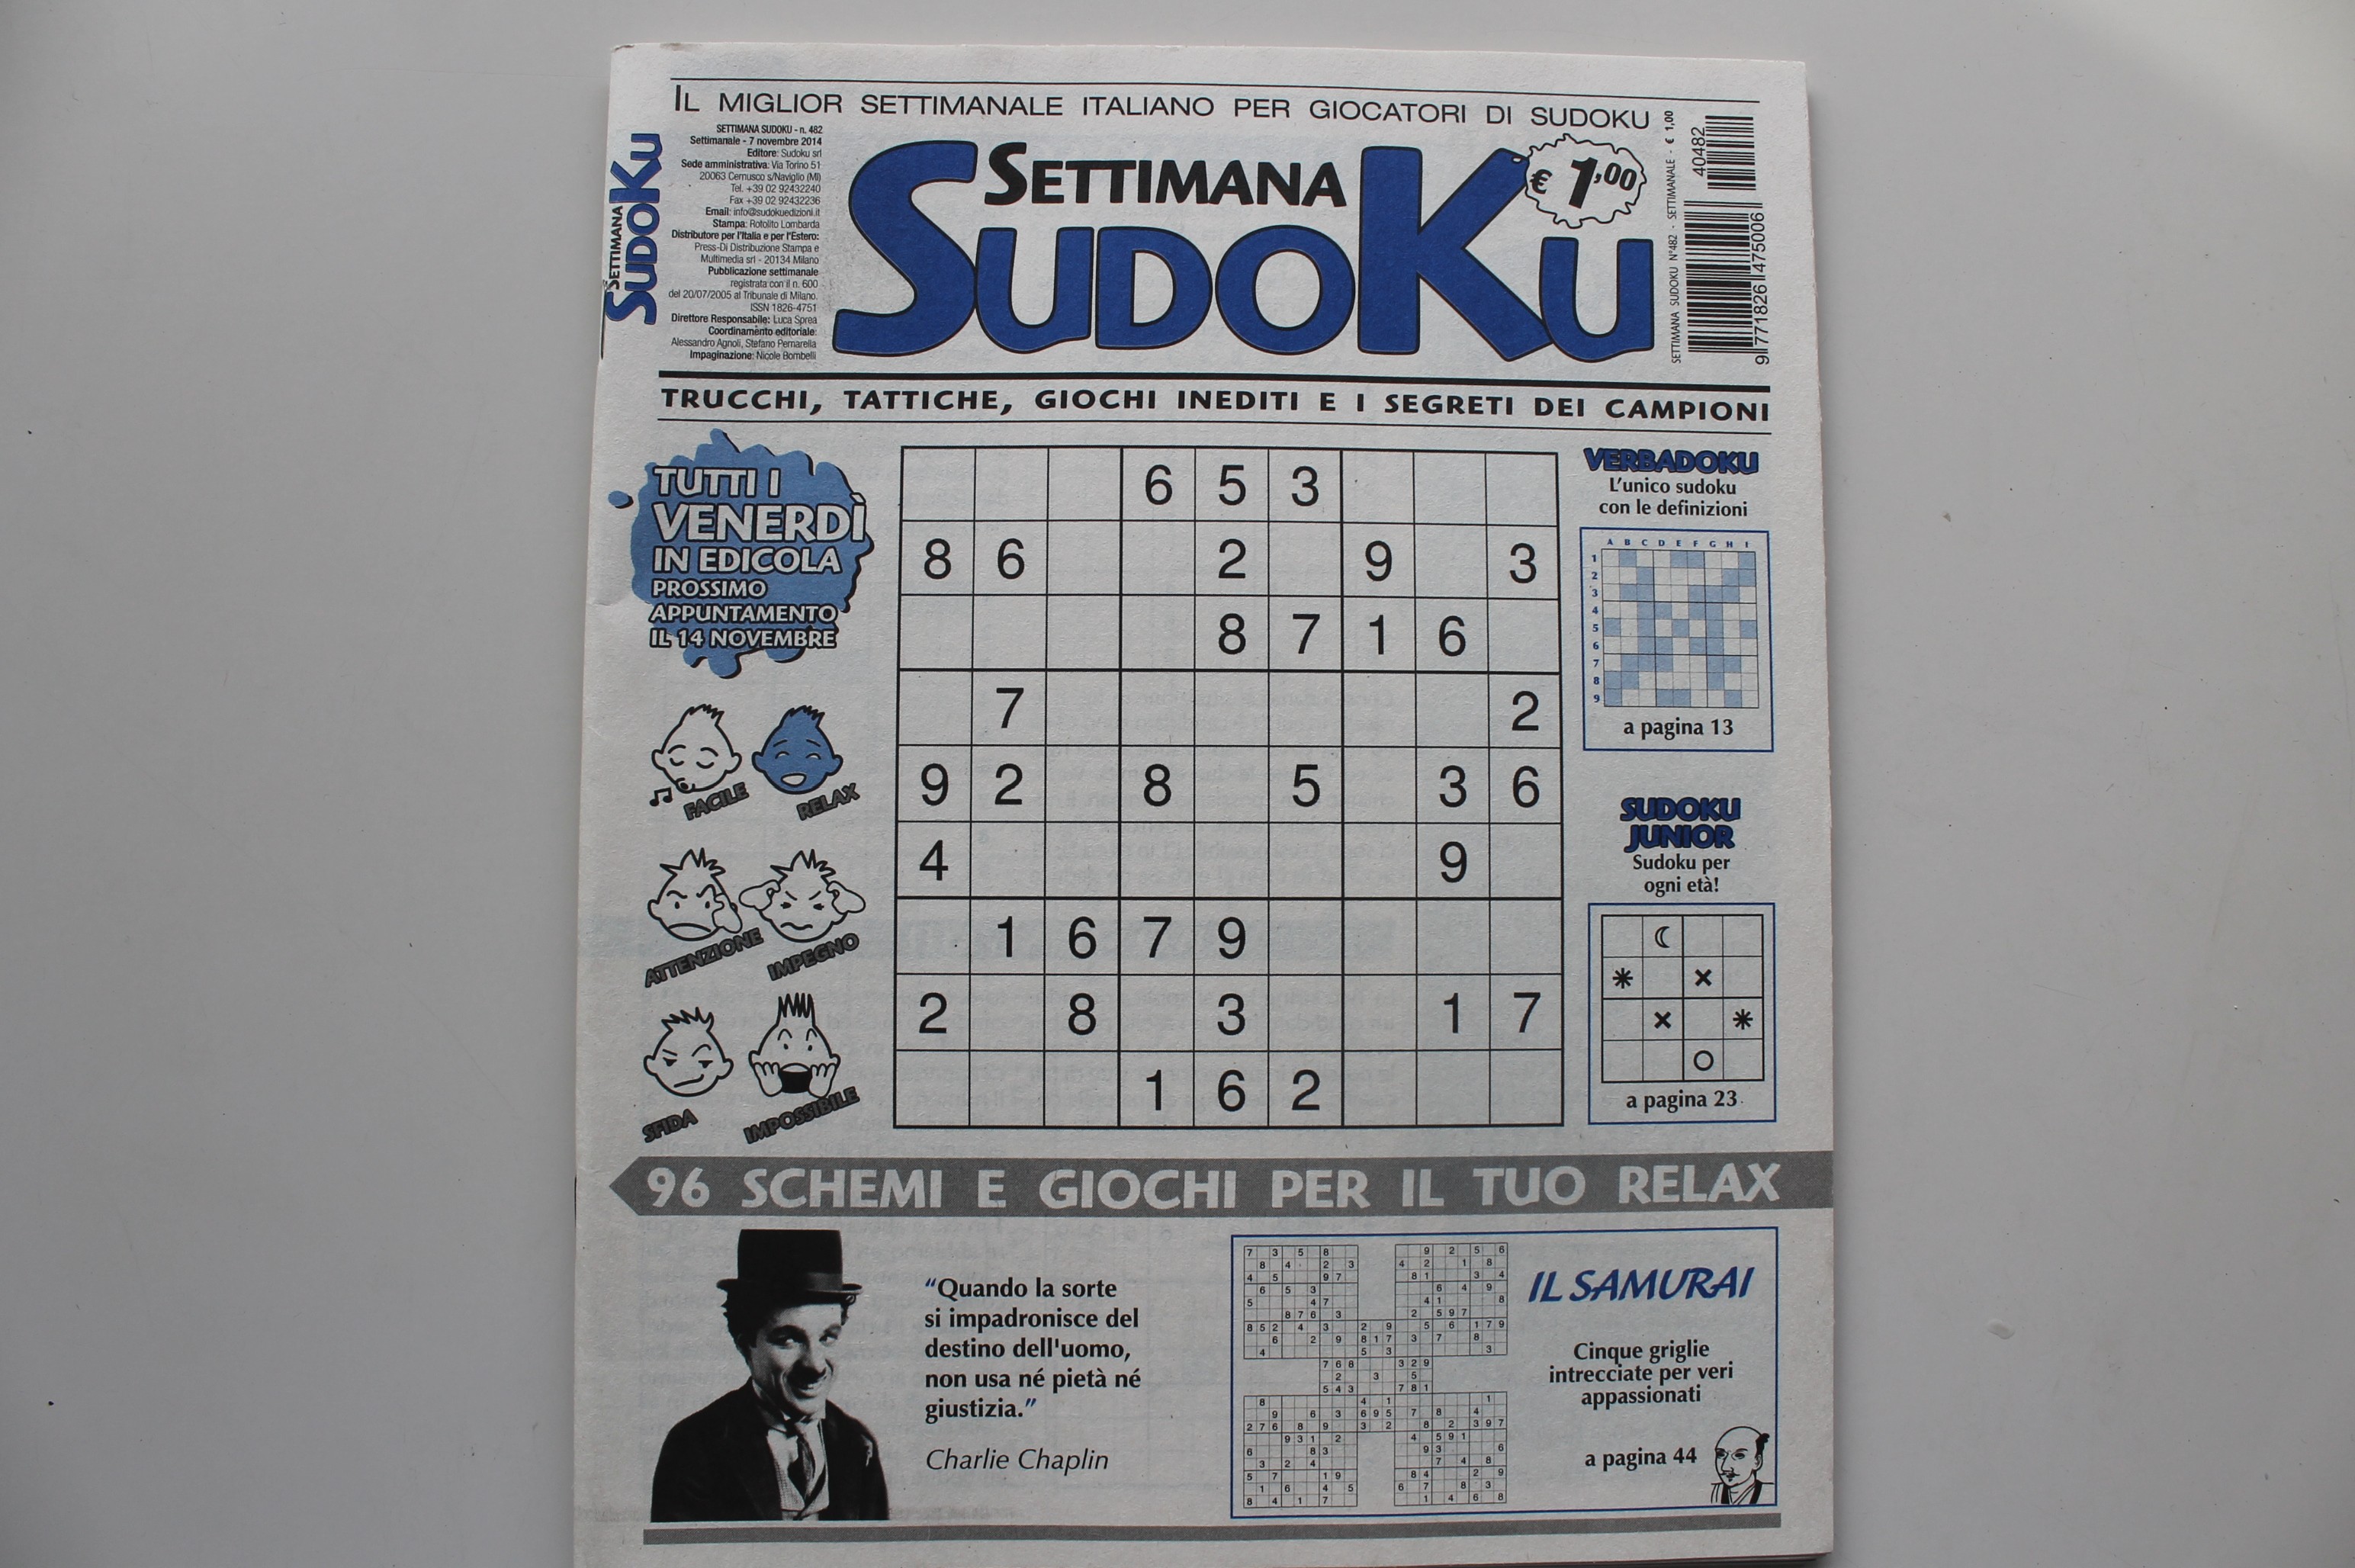 IL MIGLIOR SETTIMANALE ITALIANO PER GIOCATORI DI SUDOKU
SETTIMANA SUDOKU
SETTIMANA SUDOKU - n. 482
Settimanale - 7 novembre 2014
Editore: Sudoku srl
Sede amministrativa: Via Torino 51
20063 Cernusco s/Naviglio (MI)
Tel. +39 02 92432240
Fax +39 02 92432236
Email: info@sudokuedizioni.it
Stampa: Rotolito Lombarda
Distributore per l'Italia e per l'Estero:
Press-Di Distribuzione Stampa e
Multimedia srl - 20134 Milano
Pubblicazione settimanale
registrata con il n. 600
del 20/07/2005 al Tribunale di Milano.
ISSN 1826-4751
Direttore Responsabile: Luca Sprea
Coordinamento editoriale:
Alessandro Agnoli, Stefano Pernarella
Impaginazione: Nicole Bombelli
SETTIMANA
SUDOKU
€ 1,00
SETTIMANA SUDOKU N°482 - SETTIMANALE - € 1,00
40482
9 771826 475006
TRUCCHI, TATTICHE, GIOCHI INEDITI E I SEGRETI DEI CAMPIONI
TUTTI I
VENERDÌ
IN EDICOLA
PROSSIMO
APPUNTAMENTO
IL 14 NOVEMBRE
FACILE RELAX
ATTENZIONE IMPEGNO
SFIDA IMPOSSIBILE
6 5 3
8 6 2 9 3
8 7 1 6
7 2
9 2 8 5 3 6
4 9
1 6 7 9
2 8 3 1 7
1 6 2
VERBADOKU
L'unico sudoku
con le definizioni
A B C D E F G H I
1
2
3
4
5
6
7
8
9
a pagina 13
SUDOKU
JUNIOR
Sudoku per
ogni età!
a pagina 23
96 SCHEMI E GIOCHI PER IL TUO RELAX
"Quando la sorte
si impadronisce del
destino dell'uomo,
non usa né pietà né
giustizia."
Charlie Chaplin
IL SAMURAI
Cinque griglie
intrecciate per veri
appassionati
a pagina 44